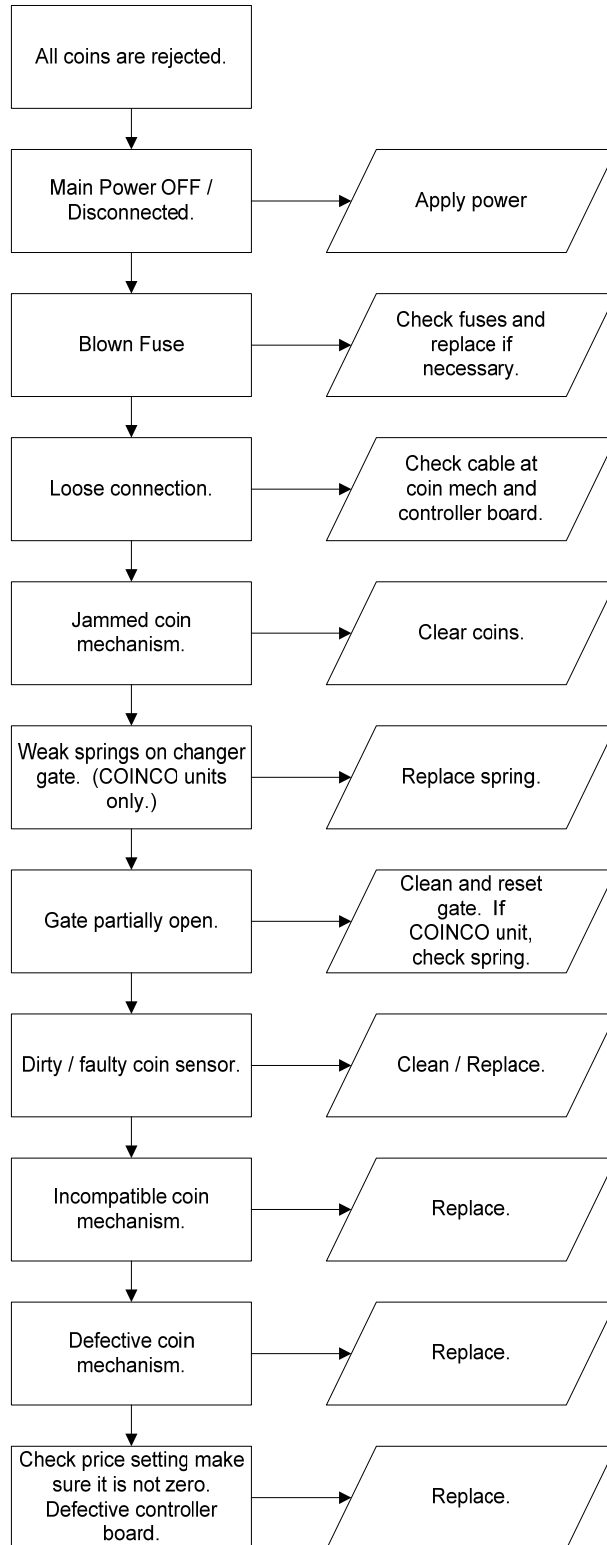 All coins are rejected.
Main Power OFF /
Disconnected.
Apply power
Blown Fuse
Check fuses and
replace if
necessary.
Loose connection.
Check cable at
coin mech and
controller board.
Jammed coin
mechanism.
Clear coins.
Weak springs on changer
gate.  (COINCO units
only.)
Replace spring.
Gate partially open.
Clean and reset
gate.  If
COINCO unit,
check spring.
Dirty / faulty coin sensor.
Clean / Replace.
Incompatible coin
mechanism.
Replace.
Defective coin
mechanism.
Replace.
Check price setting make
sure it is not zero.
Defective controller
board.
Replace.